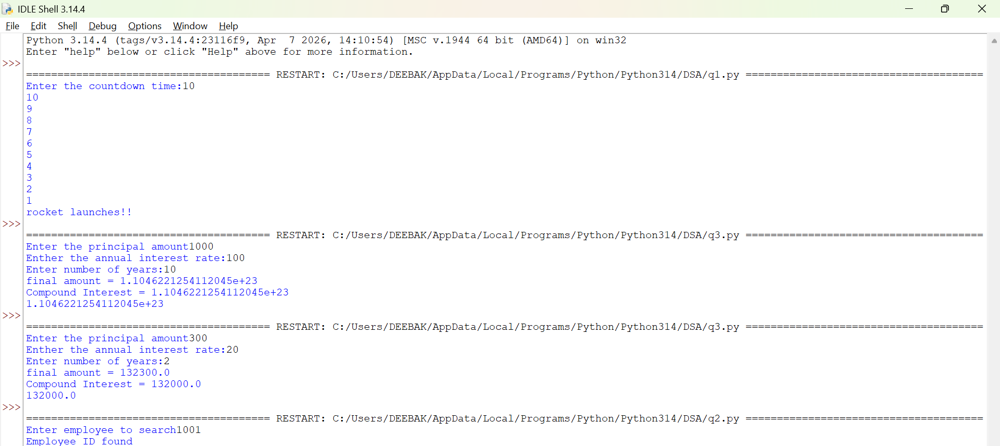 IDLE Shell 3.14.4
File Edit Shell Debug Options Window Help
Python 3.14.4 (tags/v3.14.4:23116f9, Apr  7 2026, 14:10:54) [MSC v.1944 64 bit (AMD64)] on win32
Enter "help" below or click "Help" above for more information.
>>>
======================================= RESTART: C:/Users/DEEBAK/AppData/Local/Programs/Python/Python314/DSA/q1.py ======================================
Enter the countdown time:10
10
9
8
7
6
5
4
3
2
1
rocket launches!!
>>>
======================================= RESTART: C:/Users/DEEBAK/AppData/Local/Programs/Python/Python314/DSA/q3.py ======================================
Enter the principal amount1000
Enther the annual interest rate:100
Enter number of years:10
final amount = 1.1046221254112045e+23
Compound Interest = 1.1046221254112045e+23
1.1046221254112045e+23
>>>
======================================= RESTART: C:/Users/DEEBAK/AppData/Local/Programs/Python/Python314/DSA/q3.py ======================================
Enter the principal amount300
Enther the annual interest rate:20
Enter number of years:2
final amount = 132300.0
Compound Interest = 132000.0
132000.0
>>>
======================================= RESTART: C:/Users/DEEBAK/AppData/Local/Programs/Python/Python314/DSA/q2.py ======================================
Enter employee to search1001
Employee ID found